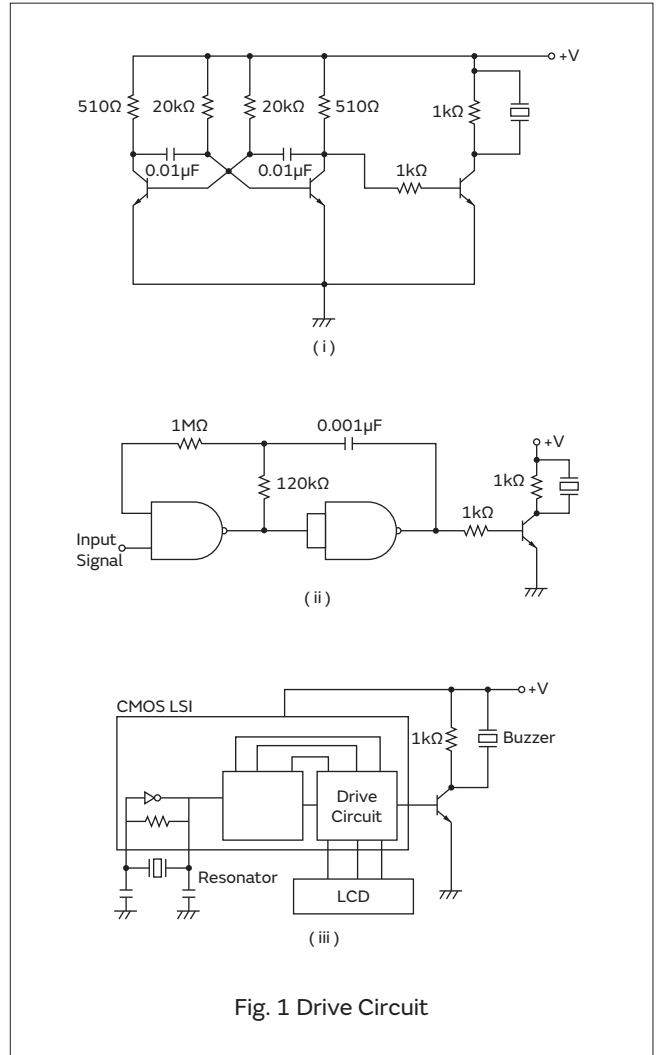 +V
510Ω 20kΩ 20kΩ 510Ω 1kΩ
0.01µF 0.01µF 1kΩ
( i )
1MΩ 0.001µF
+V
120kΩ 1kΩ 1kΩ
Input
Signal
( ii )
+V
CMOS LSI
1kΩ Buzzer
Drive
Circuit
Resonator
LCD
( iii )
Fig. 1 Drive Circuit